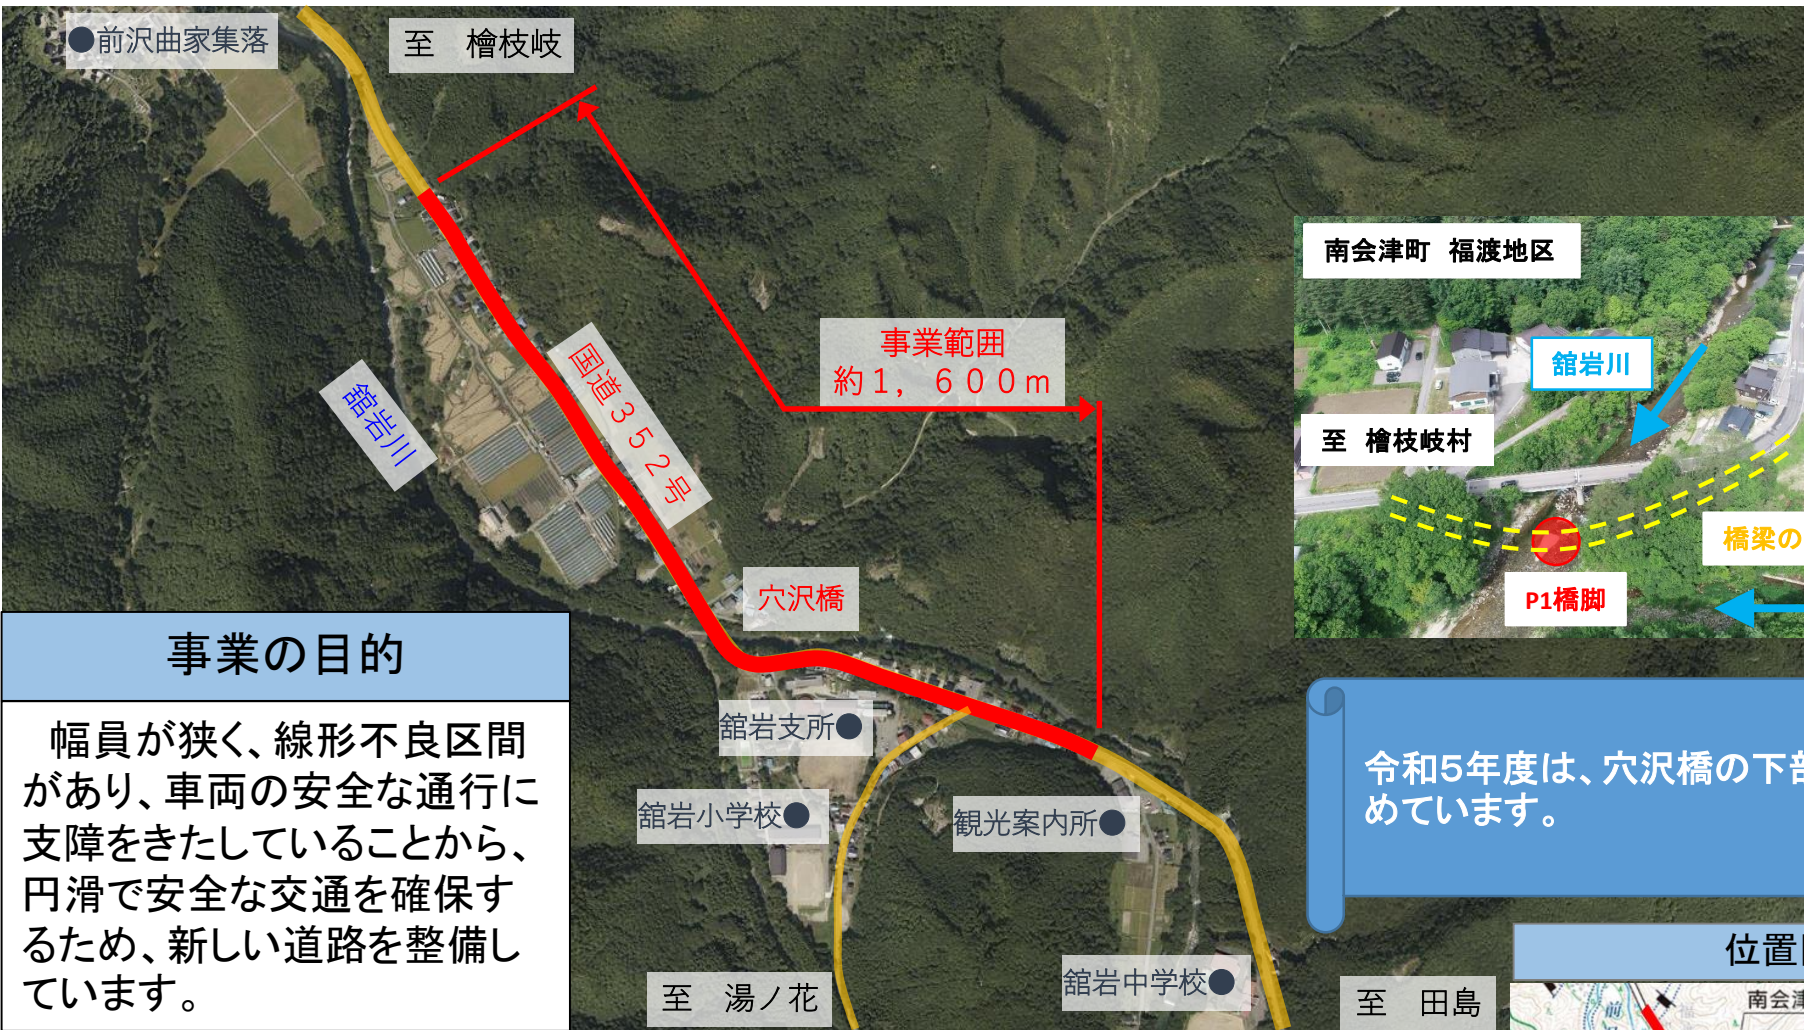 ●前沢曲家集落
至　檜枝岐
事業範囲
約１，６００ｍ
国道３５２号
舘岩川
穴沢橋
舘岩支所●
舘岩小学校●
観光案内所●
舘岩中学校●
至　湯ノ花
至　田島
事業の目的
　幅員が狭く、線形不良区間
があり、車両の安全な通行に
支障をきたしていることから、
円滑で安全な交通を確保す
るため、新しい道路を整備し
ています。
南会津町　福渡地区
舘岩川
至　檜枝岐村
橋梁の
P1橋脚
令和5年度は、穴沢橋の下部
めています。
位置図
南会津
前